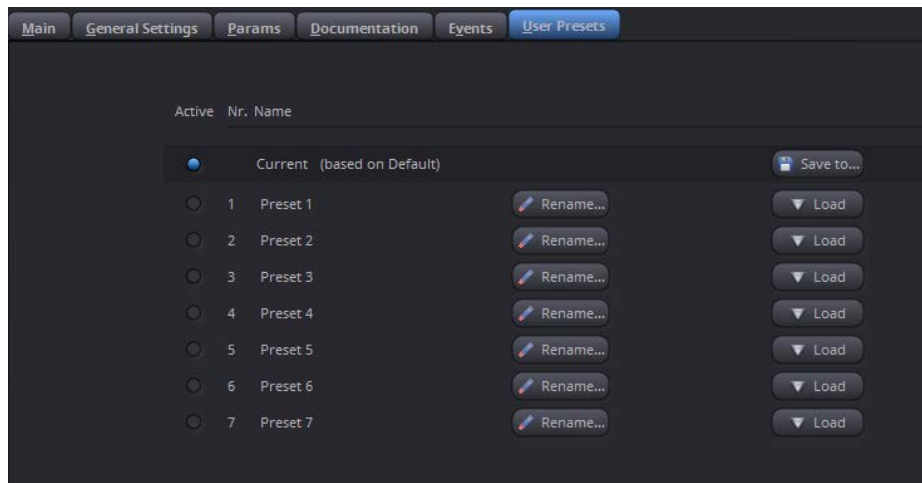 Main General Settings Params Documentation Events User Presets
Active Nr. Name
Current (based on Default) Save to...
1 Preset 1 Rename... Load
2 Preset 2 Rename... Load
3 Preset 3 Rename... Load
4 Preset 4 Rename... Load
5 Preset 5 Rename... Load
6 Preset 6 Rename... Load
7 Preset 7 Rename... Load